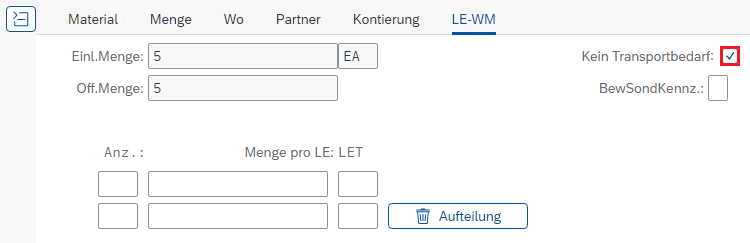 Material Menge Wo Partner Kontierung LE-WM
Einl.Menge: 5 EA Kein Transportbedarf:
Off.Menge: 5 BewSondKennz.:
Anz.: Menge pro LE: LET
Aufteilung